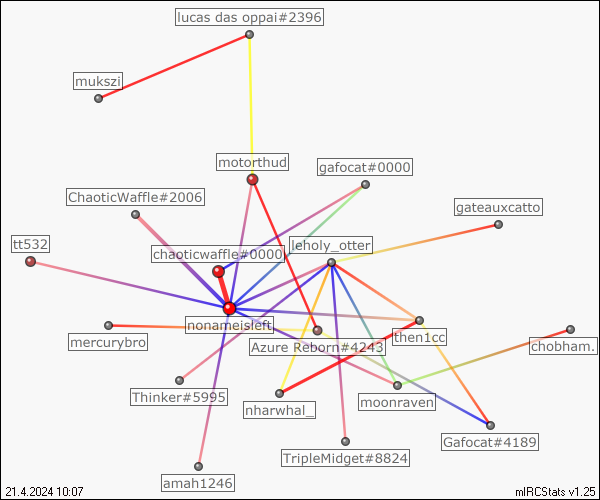 lucas das oppai#2396
mukszi
motorthud
gafocat#0000
ChaoticWaffle#2006
gateauxcatto
tt532
chaoticwaffle#0000
leholy_otter
nonameisleft
mercurybro
Azure Reborn#4243
then1cc
chobham.
Thinker#5995
nharwhal_
moonraven
Gafocat#4189
TripleMidget#8824
amah1246
21.4.2024 10:07
mIRCStats v1.25